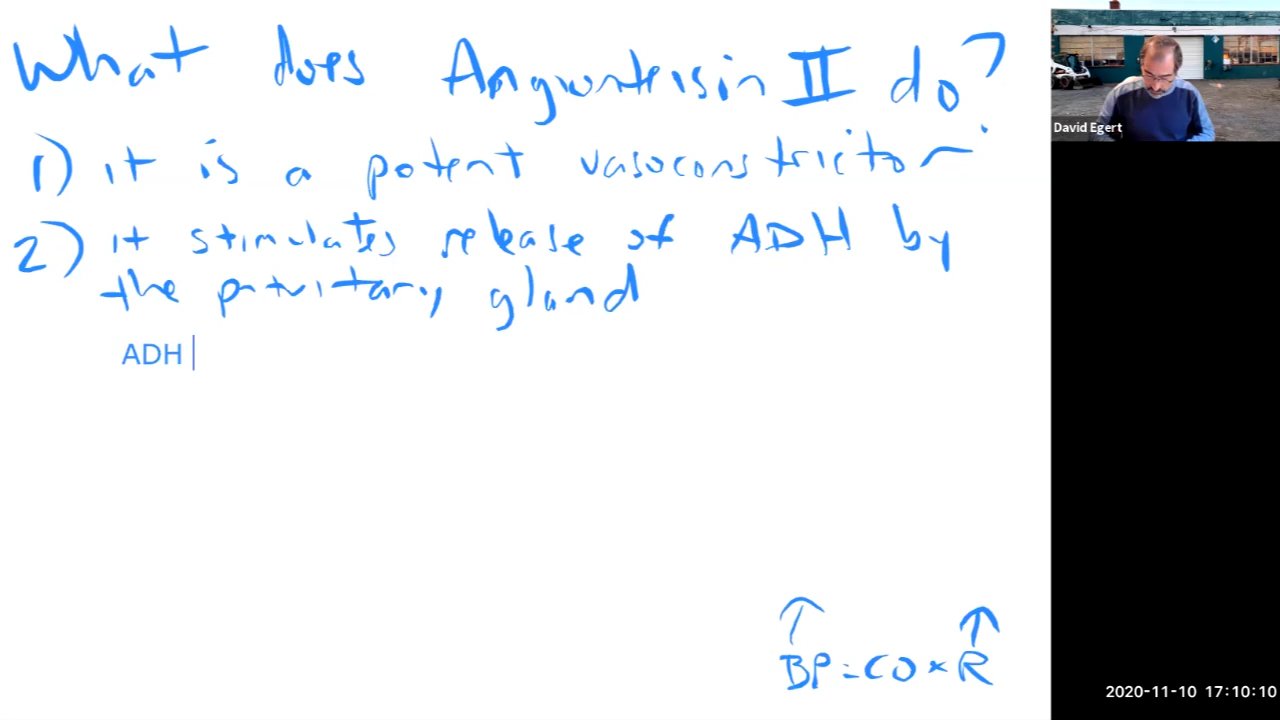 What does Angiontensin II do?
1) it is a potent vasoconstrictor
2) it stimulates release of ADH by
the pituitary gland
ADH
↑ ↑
BP = CO × R
David Egert
2020-11-10 17:10:10